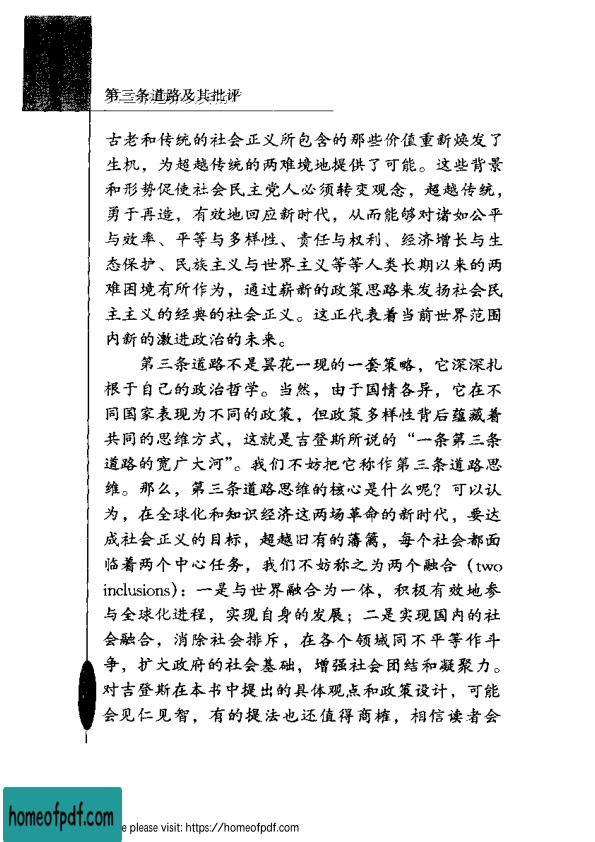 第三条道路及其批评
古老和传统的社会正义所包含的那些价值重新焕发了
生机，为超越传统的两难境地提供了可能。这些背景
和形势促使社会民主党人必须转变观念，超越传统，
勇于再造，有效地回应新时代，从而能够对诸如公平
与效率、平等与多样性、责任与权利、经济增长与生
态保护、民族主义与世界主义等等人类长期以来的两
难困境有所作为，通过崭新的政策思路来发扬社会民
主主义的经典的社会正义。这正代表着当前世界范围
内新的激进政治的未来。
第三条道路不是昙花一现的一套策略，它深深扎
根于自己的政治哲学。当然，由于国情各异，它在不
同国家表现为不同的政策，但政策多样性背后蕴藏着
共同的思维方式，这就是吉登斯所说的“一条第三条
道路的宽广大河”。我们不妨把它称作第三条道路思
维。那么，第三条道路思维的核心是什么呢？可以认
为，在全球化和知识经济这两场革命的新时代，要达
成社会正义的目标，超越旧有的藩篱，每个社会都面
临着两个中心任务，我们不妨称之为两个融合（two
inclusions）：一是与世界融合为一体，积极有效地参
与全球化进程，实现自身的发展；二是实现国内的社
会融合，消除社会排斥，在各个领域同不平等作斗
争，扩大政府的社会基础，增强社会团结和凝聚力。
对吉登斯在本书中提出的具体观点和政策设计，可能
会见仁见智，有的提法也还值得商榷，相信读者会
homeofpdf.com
e please visit: https://homeofpdf.com